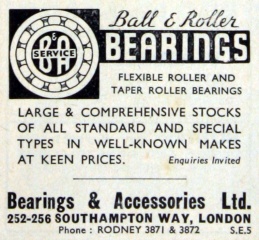 B & A
SERVICE
Ball & Roller
BEARINGS
FLEXIBLE ROLLER AND
TAPER ROLLER BEARINGS
LARGE & COMPREHENSIVE STOCKS
OF ALL STANDARD AND SPECIAL
TYPES IN WELL-KNOWN MAKES
AT KEEN PRICES. Enquiries Invited
Bearings & Accessories Ltd.
252-256 SOUTHAMPTON WAY, LONDON
Phone : RODNEY 3871 & 3872 S.E.5